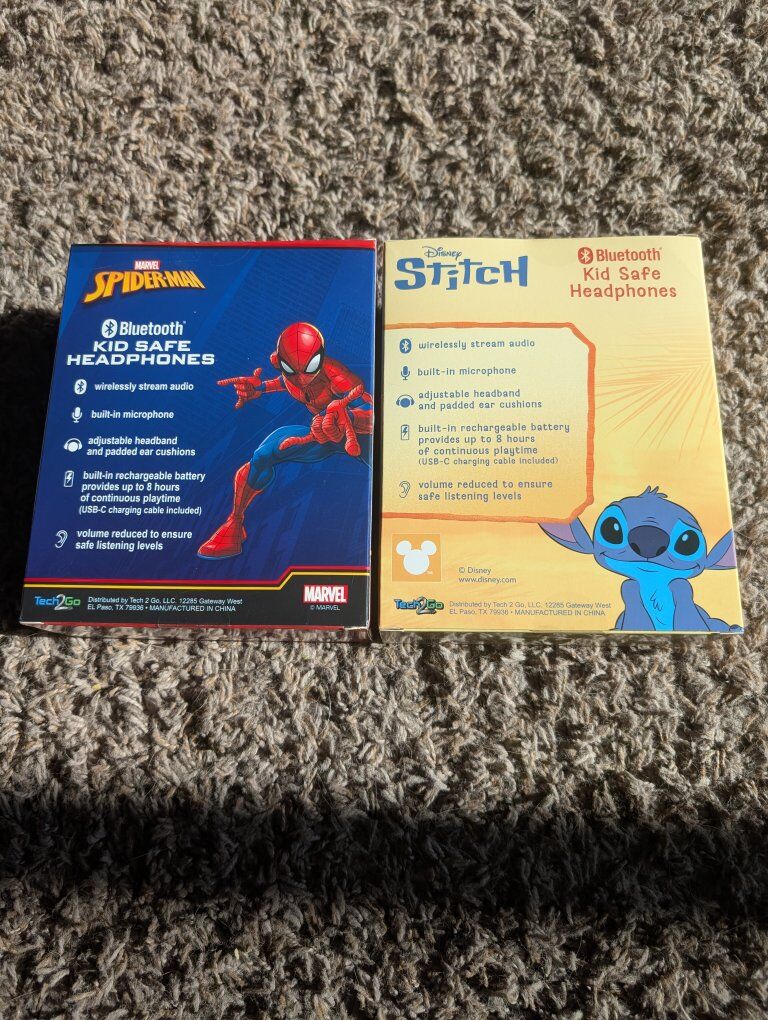 MARVEL
SPIDER-MAN
Bluetooth®
KID SAFE
HEADPHONES
wirelessly stream audio
built-in microphone
adjustable headband
and padded ear cushions
built-in rechargeable battery
provides up to 8 hours
of continuous playtime
(USB-C charging cable included)
volume reduced to ensure
safe listening levels
Tech2Go
Distributed by Tech 2 Go, LLC. 12285 Gateway West
EL Paso, TX 79936 • MANUFACTURED IN CHINA
MARVEL
© MARVEL
Disney
Stitch
Bluetooth®
Kid Safe
Headphones
wirelessly stream audio
built-in microphone
adjustable headband
and padded ear cushions
built-in rechargeable battery
provides up to 8 hours
of continuous playtime
(USB-C charging cable included)
volume reduced to ensure
safe listening levels
© Disney
www.disney.com
Tech2Go
Distributed by Tech 2 Go, LLC. 12285 Gateway West
EL Paso, TX 79936 • MANUFACTURED IN CHINA